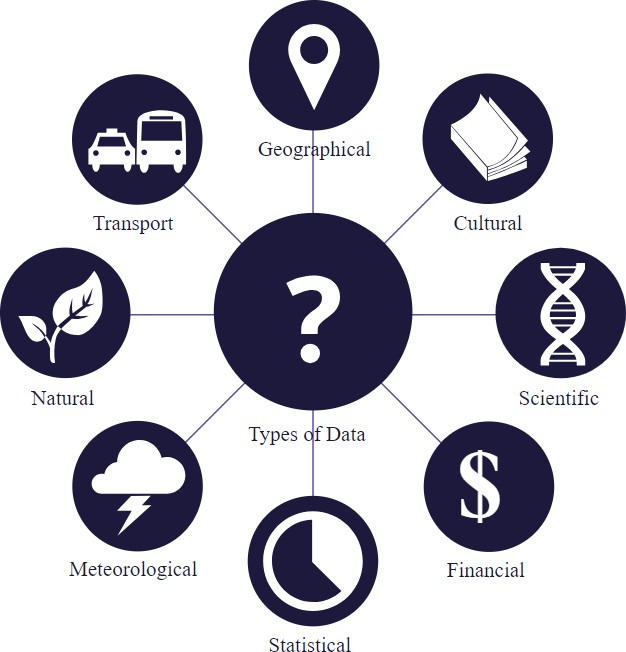 Geographical
Transport
Cultural
?
Natural
Scientific
Types of Data
Meteorological
$
Financial
Statistical